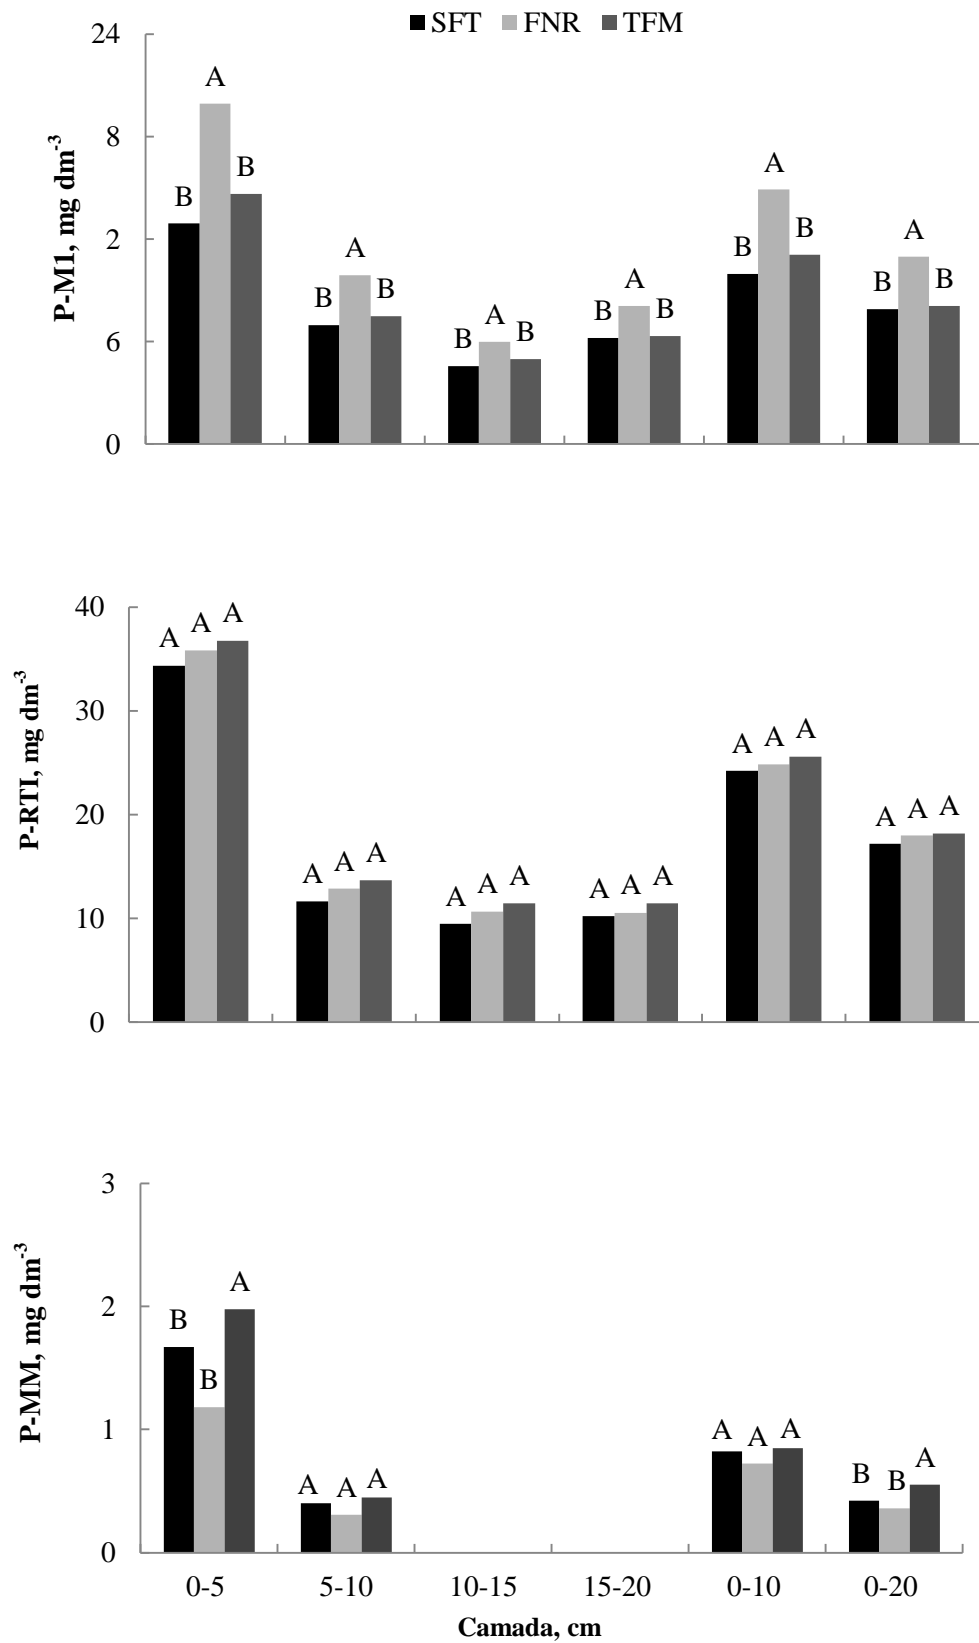 SFT FNR TFM
24
A
8
B
B
A
A
2
B
B
A
B
B
A
B
B
6
B
A
B
B
B
0
P-M1, mg dm-3
40
A A A
30
A A A
20
A A A
A A A
10
A A A
A A A
0
P-RTI, mg dm-3
3
2
A
B
B
1
A A A
A
B B
A A A
0
P-MM, mg dm-3
0-5 5-10 10-15 15-20 0-10 0-20
Camada, cm